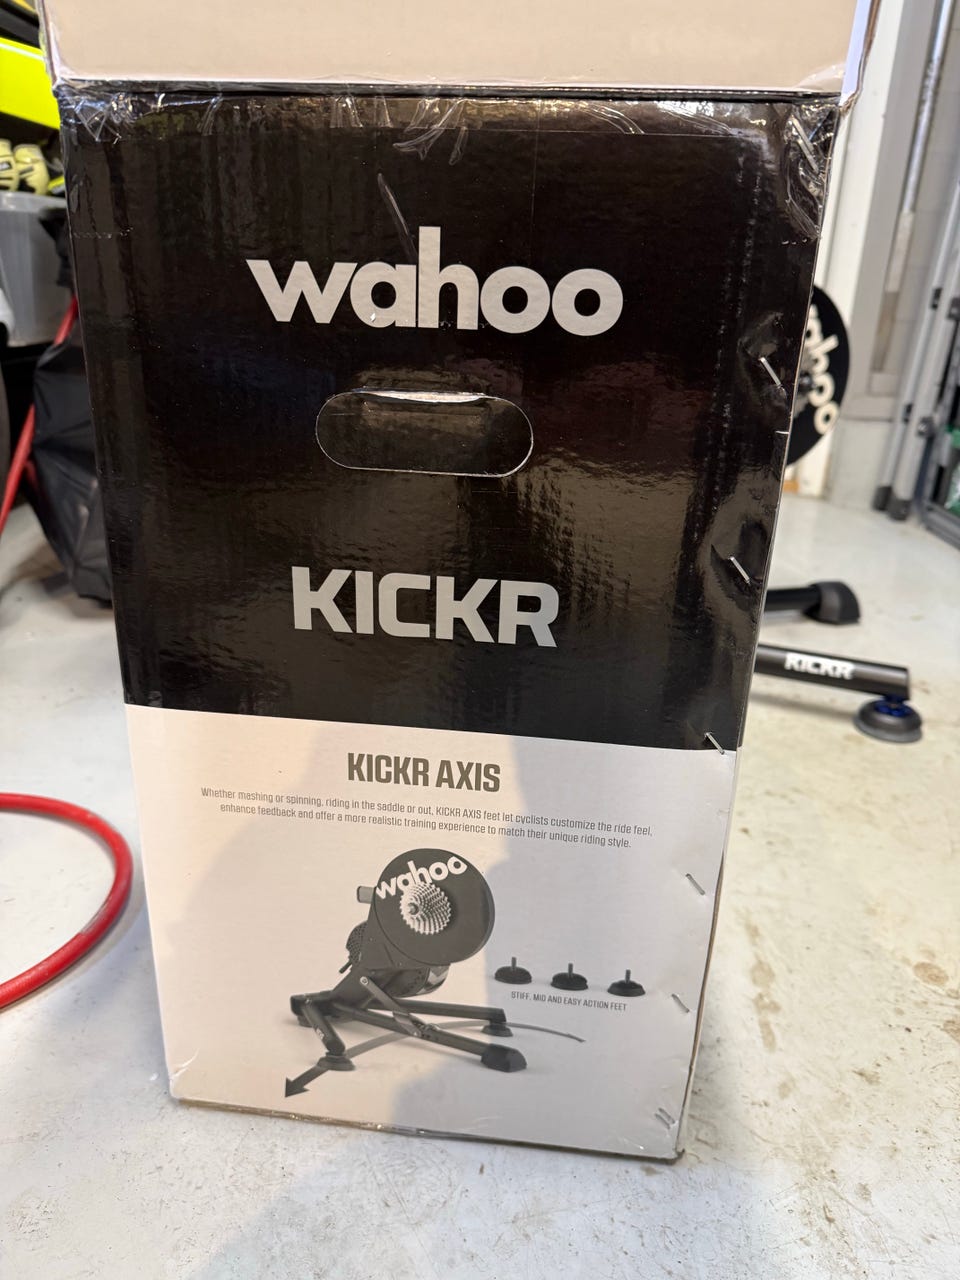 wahoo
KICKR
KICKR AXIS
Whether mashing or spinning, riding in the saddle or out, KICKR AXIS feet let cyclists customize the ride feel,
enhance feedback and offer a more realistic training experience to match their unique riding style.
wahoo
STIFF, MID AND EASY ACTION FEET
wahoo
KICKR